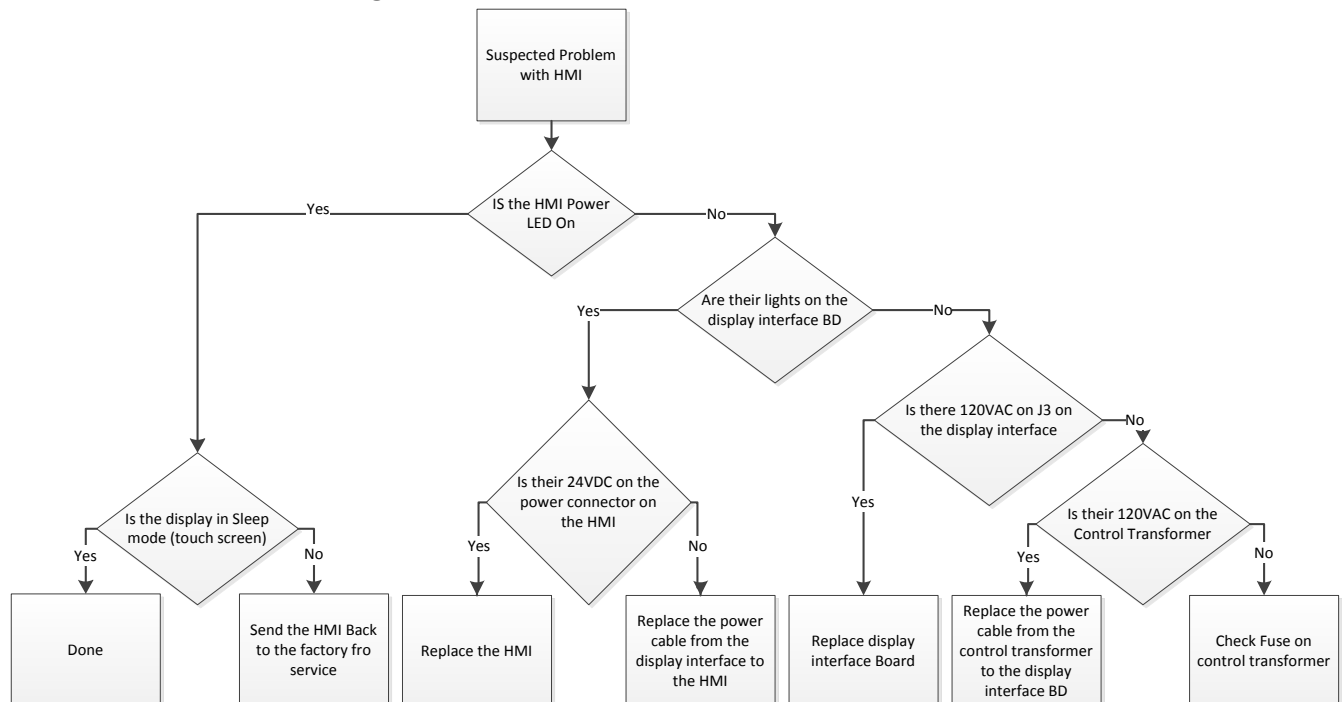 Suspected Problem
with HMI
IS the HMI Power
LED On
Yes
No
Are their lights on the
display interface BD
Yes
No
Is there 120VAC on J3 on
the display interface
Yes
No
Is their 24VDC on the
power connector on
the HMI
Yes
No
Is their 120VAC on the
Control Transformer
Yes
No
Is the display in Sleep
mode (touch screen)
Yes
No
Done
Send the HMI Back
to the factory fro
service
Replace the HMI
Replace the power
cable from the
display interface to
the HMI
Replace display
interface Board
Replace the power
cable from the
control transformer
to the display
interface BD
Check Fuse on
control transformer